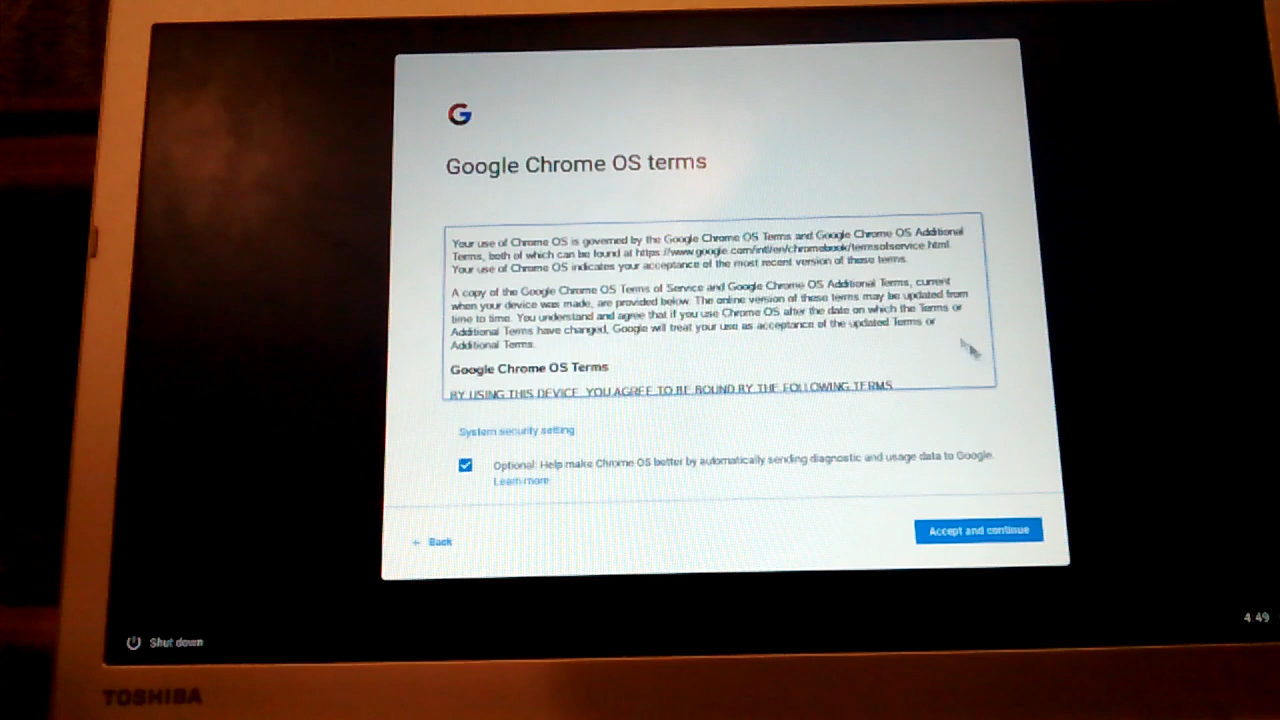 G
Google Chrome OS terms
Your use of Chrome OS is governed by the Google Chrome OS Terms and Google Chrome OS Additional
Terms, both of which can be found at https://www.google.com/intl/en/chromebook/termsofservice.html.
Your use of Chrome OS indicates your acceptance of the most recent version of these terms.
A copy of the Google Chrome OS Terms of Service and Google Chrome OS Additional Terms, current
when your device was made, are provided below. The online version of these terms may be updated from
time to time. You understand and agree that if you use Chrome OS after the date on which the Terms or
Additional Terms have changed, Google will treat your use as acceptance of the updated Terms or
Additional Terms.
Google Chrome OS Terms
BY USING THIS DEVICE, YOU AGREE TO BE BOUND BY THE FOLLOWING TERMS
System security setting
Optional: Help make Chrome OS better by automatically sending diagnostic and usage data to Google.
Learn more
← Back
Accept and continue
Shut down
4:49
TOSHIBA